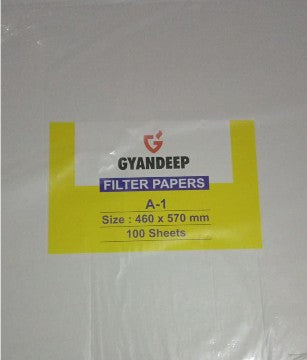 GYANDEEP
FILTER PAPERS
A-1
Size : 460 x 570 mm
100 Sheets